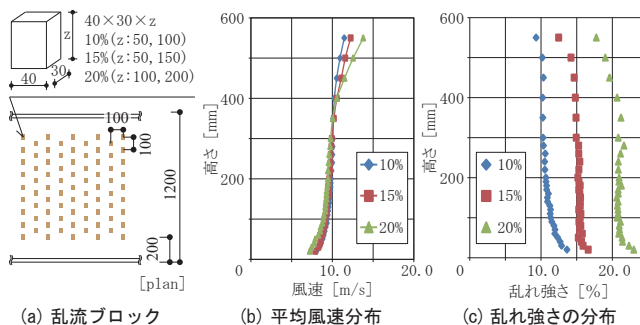 40×30×z
10%(z:50,100)
15%(z:50,150)
20%(z:100,200)
z
40
30
100
100
1200
200
[plan]
(a) 乱流ブロック
600
400
200
高さ [mm]
10%
15%
20%
0.0
10.0
20.0
風速 [m/s]
(b) 平均風速分布
600
400
200
高さ [mm]
10%
15%
20%
0.0
10.0
20.0
乱れ強さ [%]
(c) 乱れ強さの分布